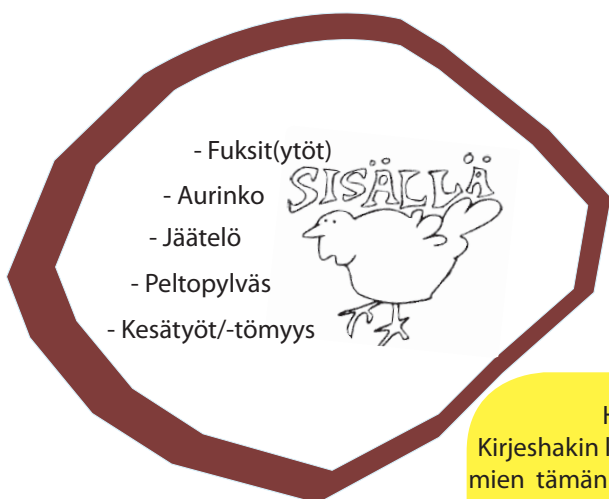 - Fuksit(ytöt)
SISÄLLÄ
- Aurinko
- Jäätelö
- Peltopylväs
- Kesätyöt/-tömyys
Kirjeshakin
mien tämän